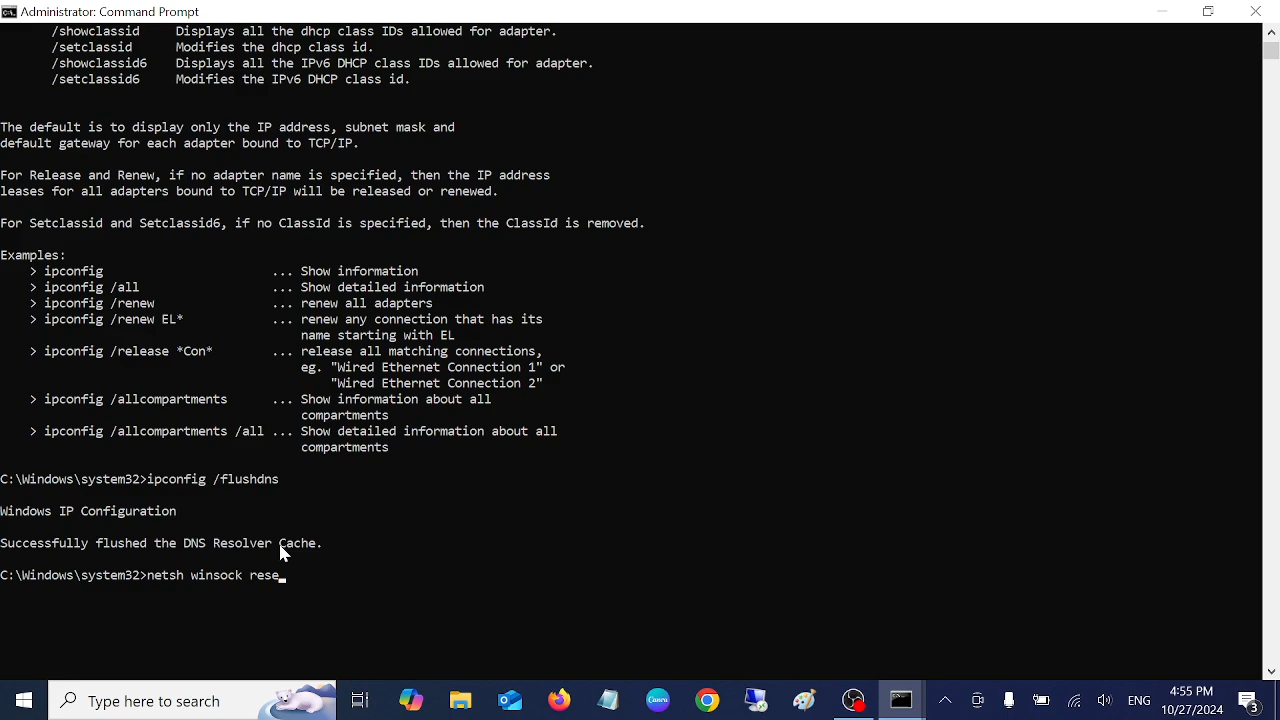 Administrator: Command Prompt
/showclassid    Displays all the dhcp class IDs allowed for adapter.
/setclassid     Modifies the dhcp class id.
/showclassid6   Displays all the IPv6 DHCP class IDs allowed for adapter.
/setclassid6    Modifies the IPv6 DHCP class id.
The default is to display only the IP address, subnet mask and
default gateway for each adapter bound to TCP/IP.
For Release and Renew, if no adapter name is specified, then the IP address
leases for all adapters bound to TCP/IP will be released or renewed.
For Setclassid and Setclassid6, if no ClassId is specified, then the ClassId is removed.
Examples:
> ipconfig                       ... Show information
> ipconfig /all                  ... Show detailed information
> ipconfig /renew                ... renew all adapters
> ipconfig /renew EL*            ... renew any connection that has its
name starting with EL
> ipconfig /release *Con*        ... release all matching connections,
eg. "Wired Ethernet Connection 1" or
"Wired Ethernet Connection 2"
> ipconfig /allcompartments      ... Show information about all
compartments
> ipconfig /allcompartments /all ... Show detailed information about all
compartments
C:\Windows\system32>ipconfig /flushdns
Windows IP Configuration
Successfully flushed the DNS Resolver Cache.
C:\Windows\system32>netsh winsock rese_
Type here to search
ENG
4:55 PM
10/27/2024
3